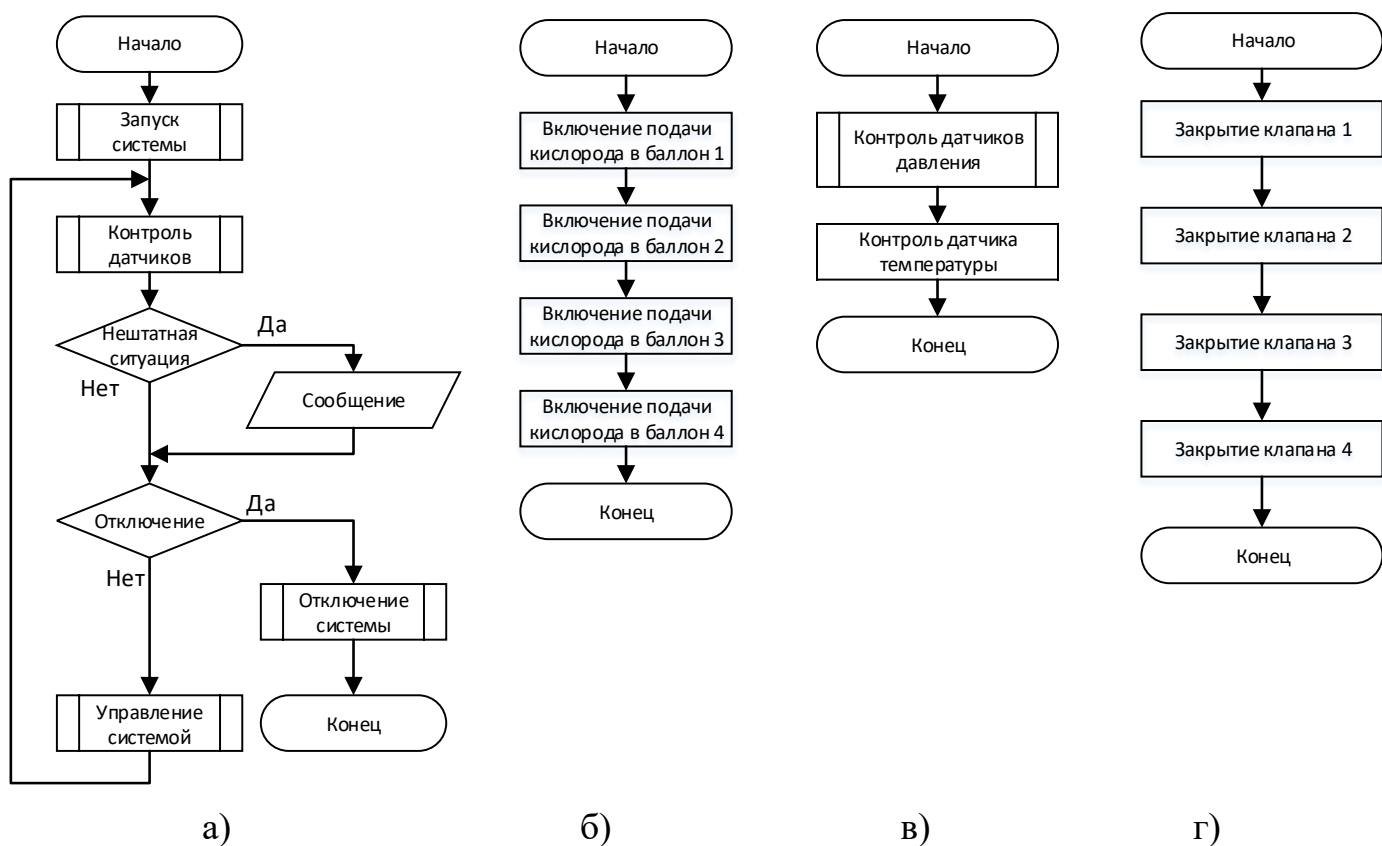 Начало
Запуск
системы
Контроль
датчиков
Нештатная
ситуация
Да
Нет
Сообщение
Отключение
Да
Нет
Отключение
системы
Управление
системой
Конец
а)
Начало
Включение подачи
кислорода в баллон 1
Включение подачи
кислорода в баллон 2
Включение подачи
кислорода в баллон 3
Включение подачи
кислорода в баллон 4
Конец
б)
Начало
Контроль датчиков
давления
Контроль датчика
температуры
Конец
в)
Начало
Закрытие клапана 1
Закрытие клапана 2
Закрытие клапана 3
Закрытие клапана 4
Конец
г)